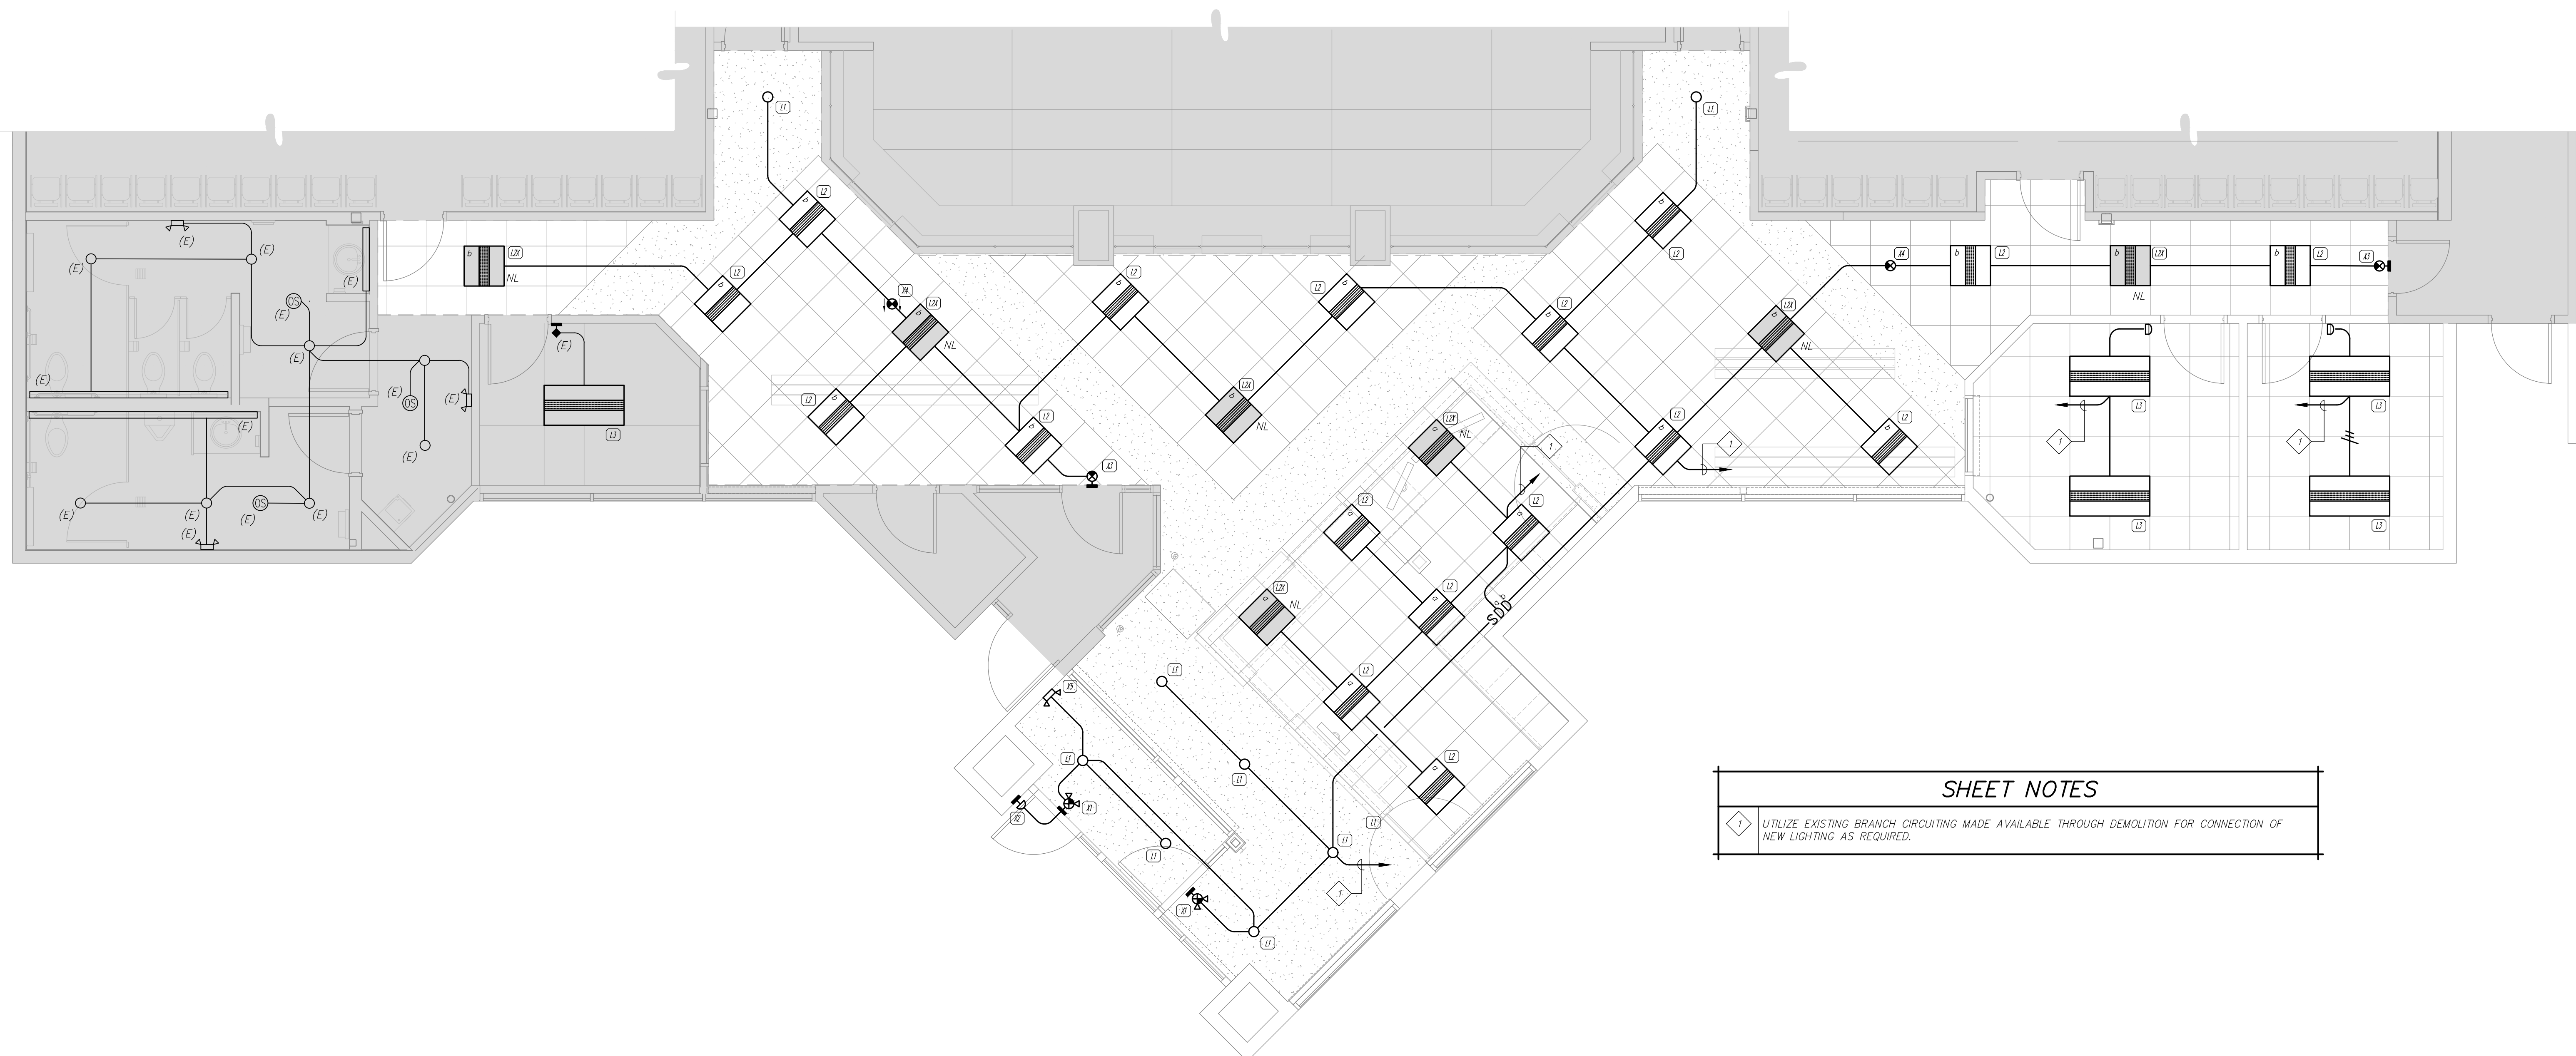 L1
L1
L2
L2
(E)
(E)
(E)
b
b
L2X
NL
L2
b
L2
b
b
L2
L2
b
X4
b
L2
b
L2X
NL
b
L2
X3
(E)
OS
(E)
X4
b
L2X
NL
b
L2
b
L2X
NL
(E)
(E)
(E)
OS
(E)
(E)
L3
L2
b
b
L2X
NL
b
L2
L2X
a
NL
1
b
L2
1
b
L2
1
L3
1
L3
(E)
(E)
X3
L2
a
L2
a
(E)
(E)
OS
(E)
(E)
(E)
L3
L3
L2X
a
NL
L2
a
a
b
S
L1
X5
L2
a
L1
L1
L2
a
X2
X1
L1
L1
L1
1
X1
L1
SHEET NOTES
1
UTILIZE EXISTING BRANCH CIRCUITING MADE AVAILABLE THROUGH DEMOLITION FOR CONNECTION OF
NEW LIGHTING AS REQUIRED.